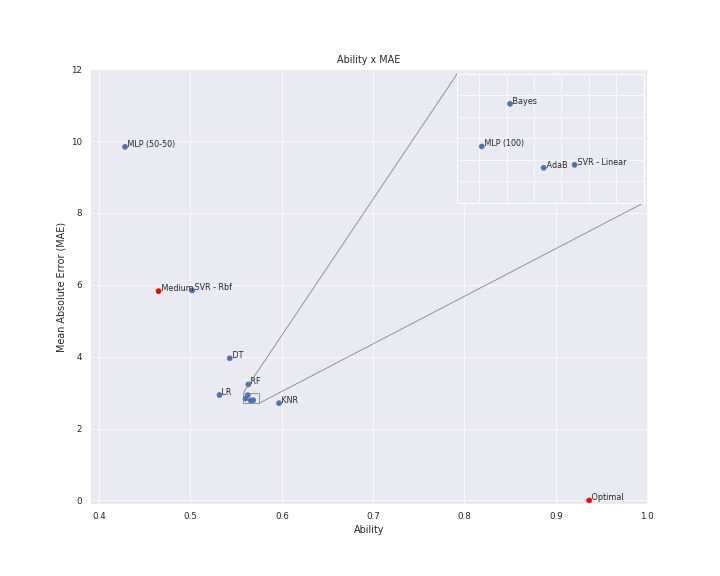 Ability x MAE
12
10
8
6
4
2
0
Mean Absolute Error (MAE)
Bayes
MLP (100)
AdaB
SVR - Linear
MLP (50-50)
Medium
SVR - Rbf
DT
RF
LR
KNR
Optimal
0.4
0.5
0.6
0.7
0.8
0.9
1.0
Ability